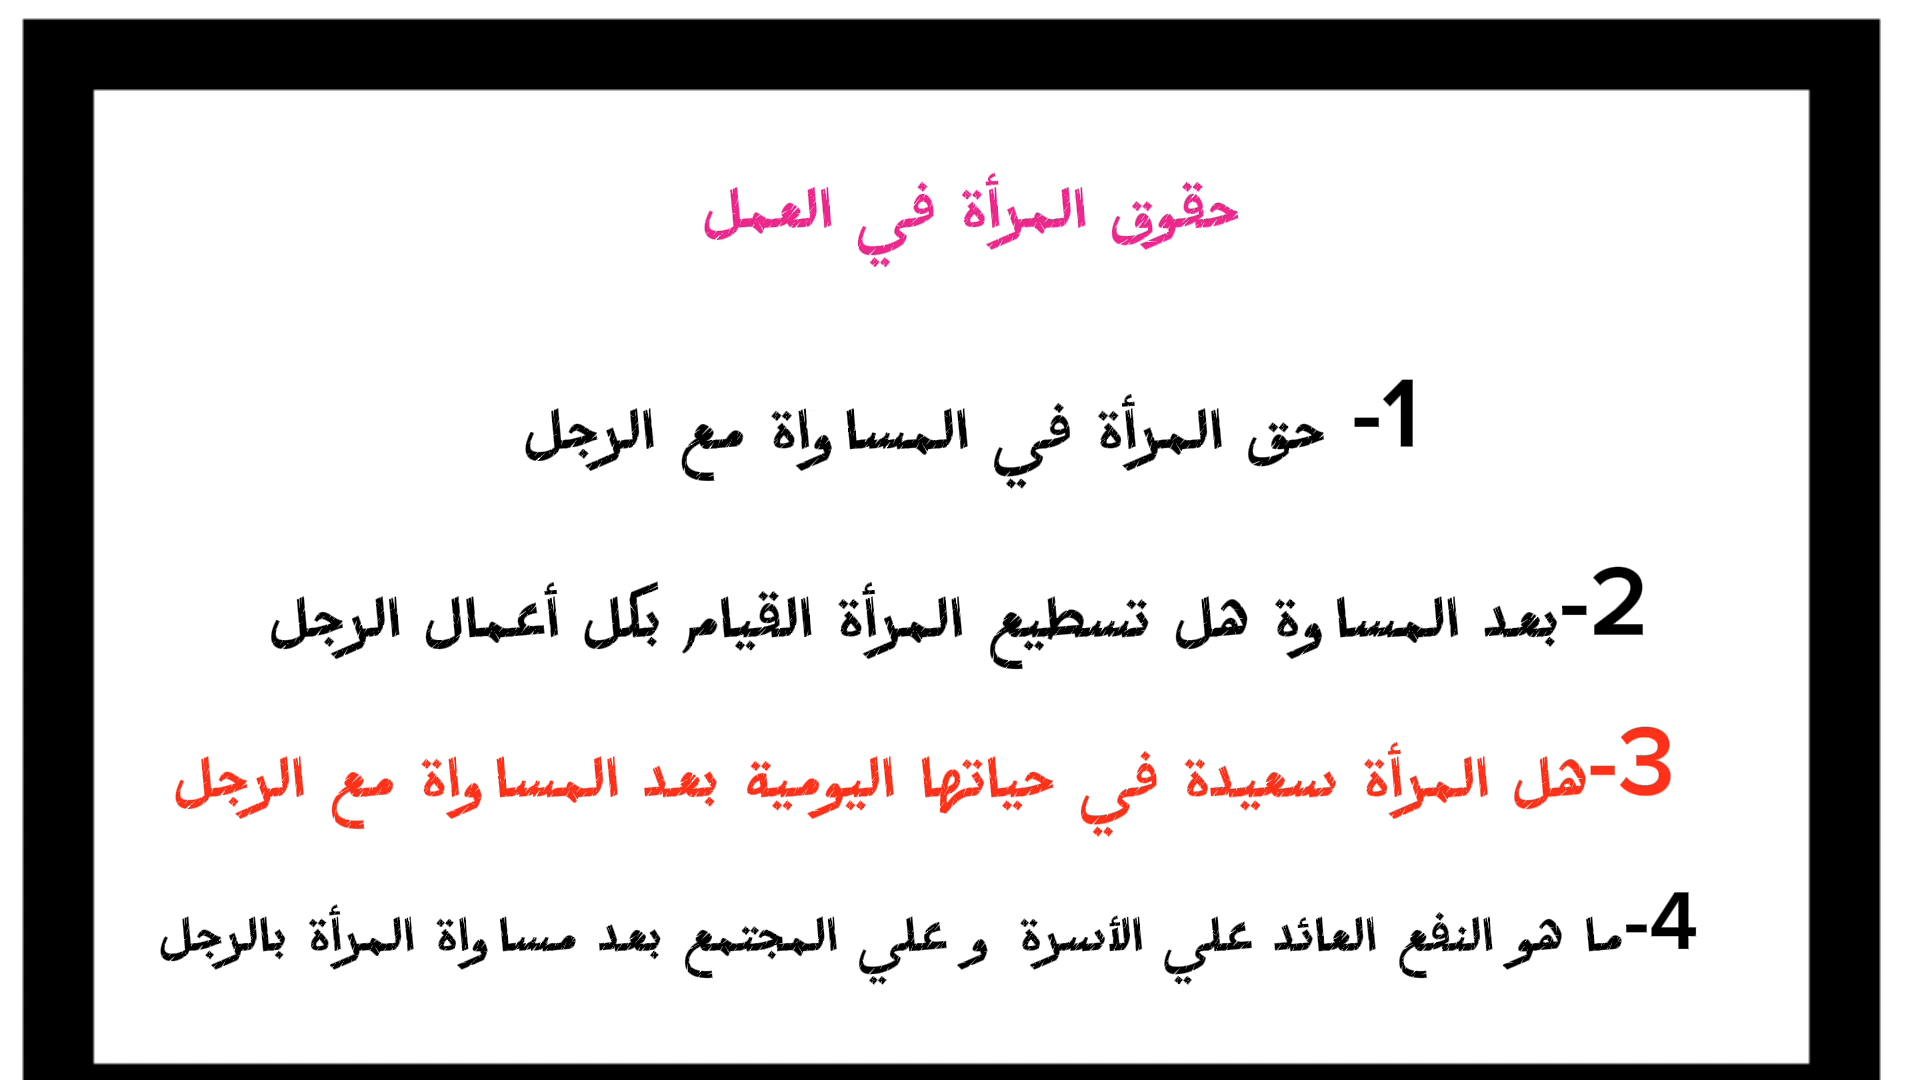 حقوق المرأة في العمل
1- حق المرأة في المساواة مع الرجل
2-بعد المساوة هل تسطيع المرأة القيام بكل أعمال الرجل
3-هل المرأة سعيدة في حياتها اليومية بعد المساواة مع الرجل
4-ما هو النفع العائد علي الأسرة و علي المجتمع بعد مساواة المرأة بالرجل